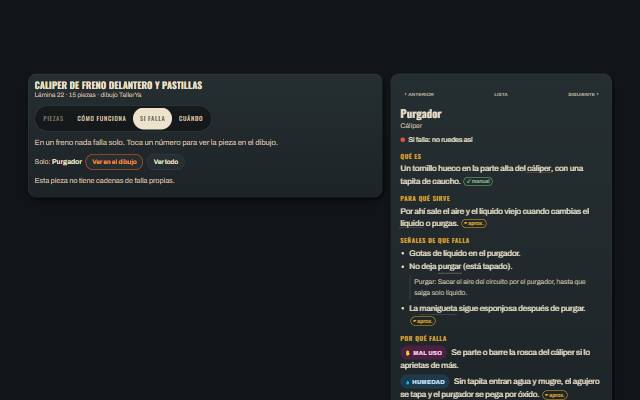 CALIPER DE FRENO DELANTERO Y PASTILLAS
Lámina 22 · 15 piezas · dibujo TallerYa
PIEZAS CÓMO FUNCIONA SI FALLA CUÁNDO
En un freno nada falla solo. Toca un número para ver la pieza en el dibujo.
Solo: Purgador Ver en el dibujo Ver todo
Esta pieza no tiene cadenas de falla propias.
‹ ANTERIOR LISTA SIGUIENTE ›
Purgador
Cáliper
Si falla: no ruedes así
QUÉ ES
Un tornillo hueco en la parte alta del cáliper, con una
tapita de caucho. ✓ manual
PARA QUÉ SIRVE
Por ahí sale el aire y el líquido viejo cuando cambias el
líquido o purgas. ≈ aprox.
SEÑALES DE QUE FALLA
• Gotas de líquido en el purgador.
• No deja purgar (está tapado).
Purgar: Sacar el aire del circuito por el purgador, hasta que
salga solo líquido.
• La manigueta sigue esponjosa después de purgar.
≈ aprox.
POR QUÉ FALLA
MAL USO Se parte o barre la rosca del cáliper si lo
aprietas de más.
HUMEDAD Sin tapita entran agua y mugre, el agujero
se tapa y el purgador se pega por óxido. ≈ aprox.